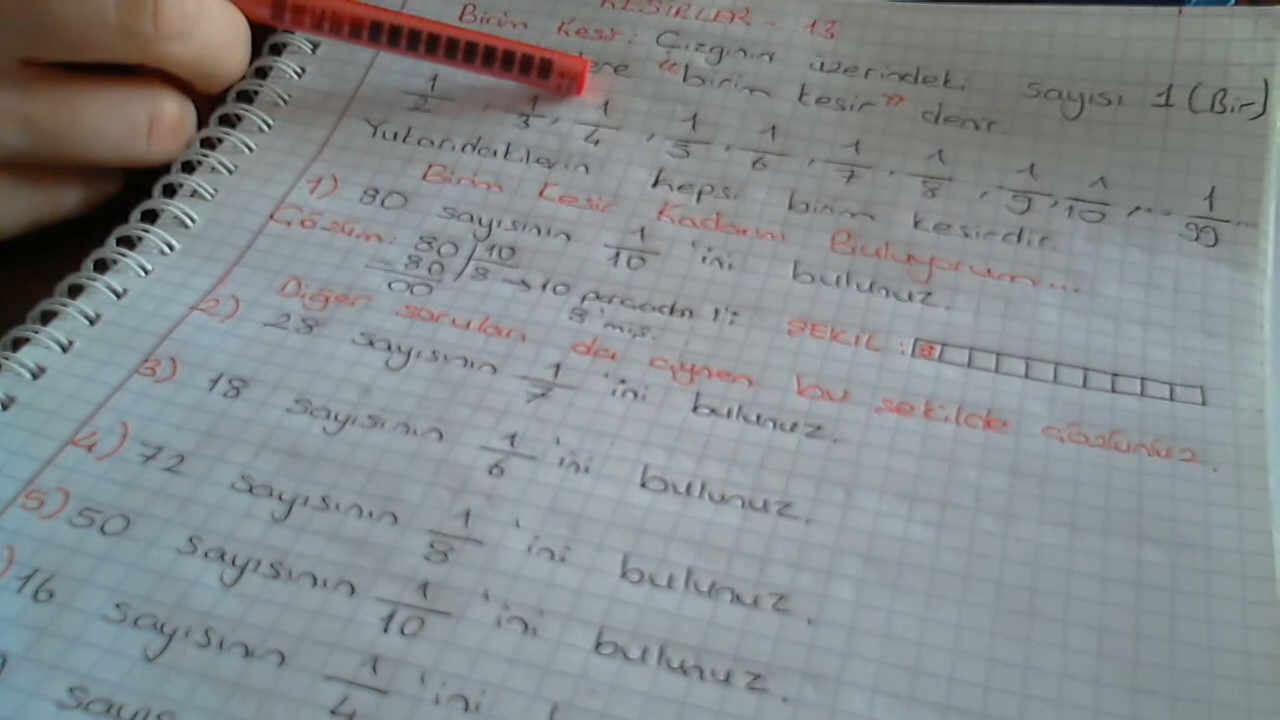 KESİRLER - 13
Birim Kesir: Çizginin üzerindeki sayısı 1 (Bir)
"birim kesir" denir.
1/2, 1/3, 1/4, 1/5, 1/6, 1/7, 1/8, 1/9, 1/10, ... 1/99 ...
Yukarıdakilerin hepsi birim kesirdir.
Birim Kesir Kadarını Buluyorum...
1) 80 sayısının 1/10 'ini bulunuz.
Çözüm: 80 / 10
- 80 8 → 10 parçada 1'i
00 8 'miş.
ŞEKİL : 8
Diğer soruları da aynen bu şekilde çözünüz.
2) 28 sayısının 1/7 'ini bulunuz.
3) 18 sayısının 1/6 'ini bulunuz.
4) 72 sayısının 1/8 'ini bulunuz.
5) 50 sayısının 1/10 'ini bulunuz.
) 16 sayısının 1/4 'ini